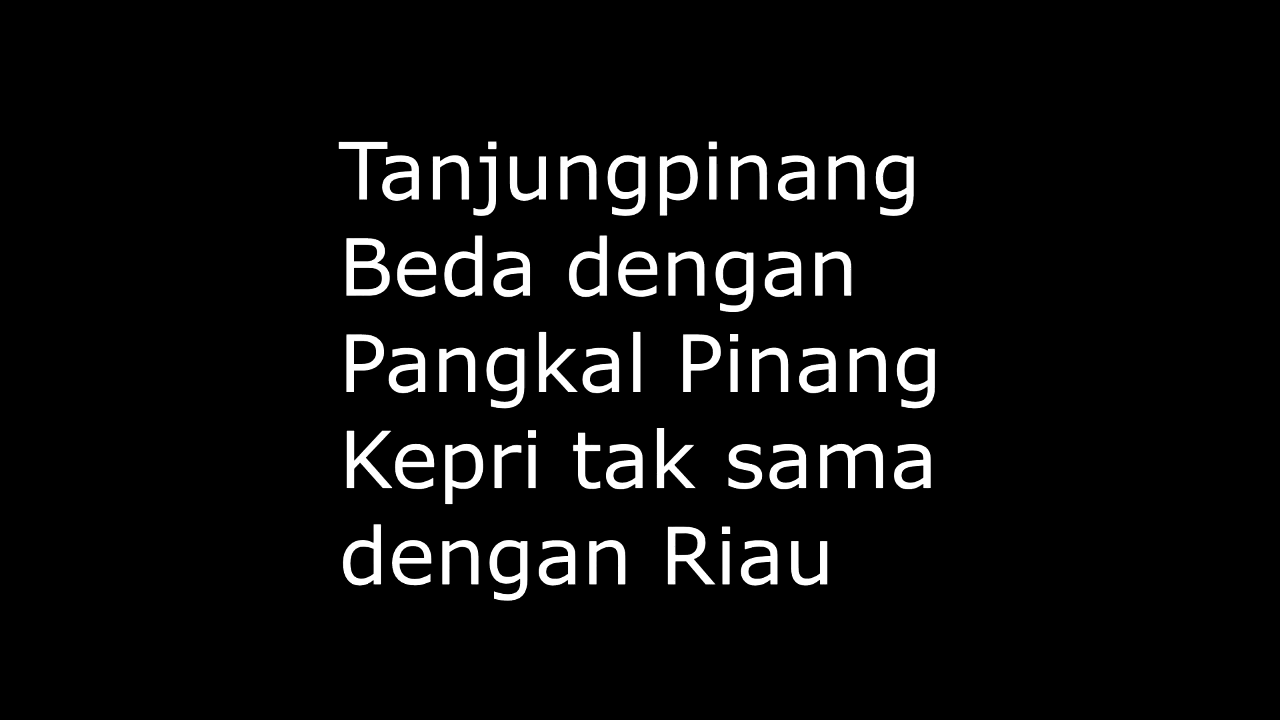 Tanjungpinang
Beda dengan
Pangkal Pinang
Kepri tak sama
dengan Riau